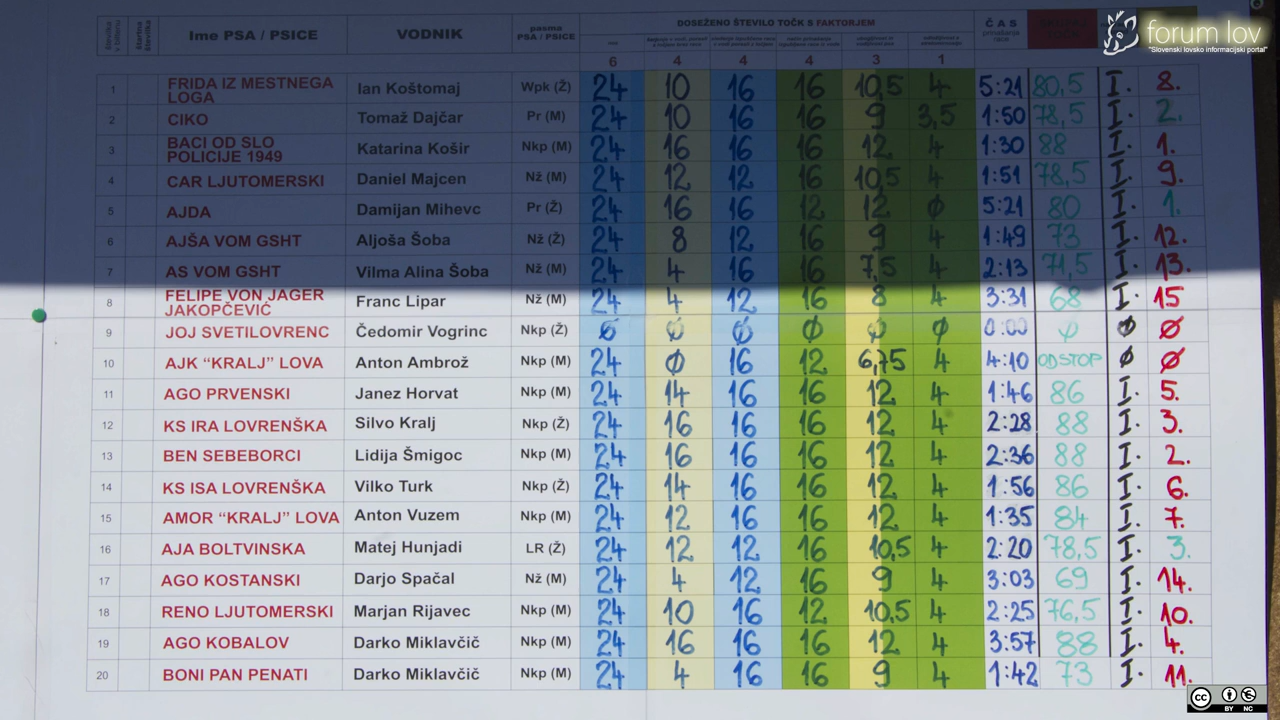 forum lov
"Slovenski lovsko informacijski portal"
DOSEŽENO ŠTEVILO TOČK S FAKTORJEM
Ime PSA / PSICE VODNIK pasma PSA / PSICE Č A S prinašanja race
6 4 4 4 3 1
1 FRIDA IZ MESTNEGA LOGA Ian Koštomaj Wpk (Ž) 24 10 16 16 10,5 4 5:21 80,5 I. 8.
2 CIKO Tomaž Dajčar Pr (M) 24 10 16 16 9 3,5 1:50 78,5 I. 2.
3 BACI OD SLO POLICIJE 1949 Katarina Košir Nkp (M) 24 16 16 16 12 4 1:30 88 I. 1.
4 CAR LJUTOMERSKI Daniel Majcen Nž (M) 24 12 12 16 10,5 4 1:51 78,5 I. 9.
5 AJDA Damijan Mihevc Pr (Ž) 24 16 16 12 12 Ø 5:21 80 I. 1.
6 AJŠA VOM GSHT Aljoša Šoba Nž (Ž) 24 8 12 16 9 4 1:49 73 I. 12.
7 AS VOM GSHT Vilma Alina Šoba Nž (M) 24 4 16 16 7,5 4 2:13 71,5 I. 13.
8 FELIPE VON JAGER JAKOPČEVIĆ Franc Lipar Nž (M) 24 4 12 16 8 4 3:31 68 I. 15
9 JOJ SVETILOVRENC Čedomir Vogrinc Nkp (Ž) Ø Ø Ø Ø Ø Ø 0:00 Ø Ø Ø
10 AJK “KRALJ” LOVA Anton Ambrož Nkp (M) 24 Ø 16 12 6,75 4 4:10 ODSTOP Ø Ø
11 AGO PRVENSKI Janez Horvat Nkp (M) 24 14 16 16 12 4 1:46 86 I. 5.
12 KS IRA LOVRENŠKA Silvo Kralj Nkp (Ž) 24 16 16 16 12 4 2:28 88 I. 3.
13 BEN SEBEBORCI Lidija Šmigoc Nkp (M) 24 16 16 16 12 4 2:36 88 I. 2.
14 KS ISA LOVRENŠKA Vilko Turk Nkp (Ž) 24 14 16 16 12 4 1:56 86 I. 6.
15 AMOR “KRALJ” LOVA Anton Vuzem Nkp (M) 24 12 16 16 12 4 1:35 84 I. 7.
16 AJA BOLTVINSKA Matej Hunjadi LR (Ž) 24 12 12 16 10,5 4 2:20 78,5 I. 3.
17 AGO KOSTANSKI Darjo Spačal Nž (M) 24 4 12 16 9 4 3:03 69 I. 14.
18 RENO LJUTOMERSKI Marjan Rijavec Nkp (M) 24 10 16 12 10,5 4 2:25 76,5 I. 10.
19 AGO KOBALOV Darko Miklavčič Nkp (M) 24 16 16 16 12 4 3:57 88 I. 4.
20 BONI PAN PENATI Darko Miklavčič Nkp (M) 24 4 16 16 9 4 1:42 73 I. 11.
cc BY NC